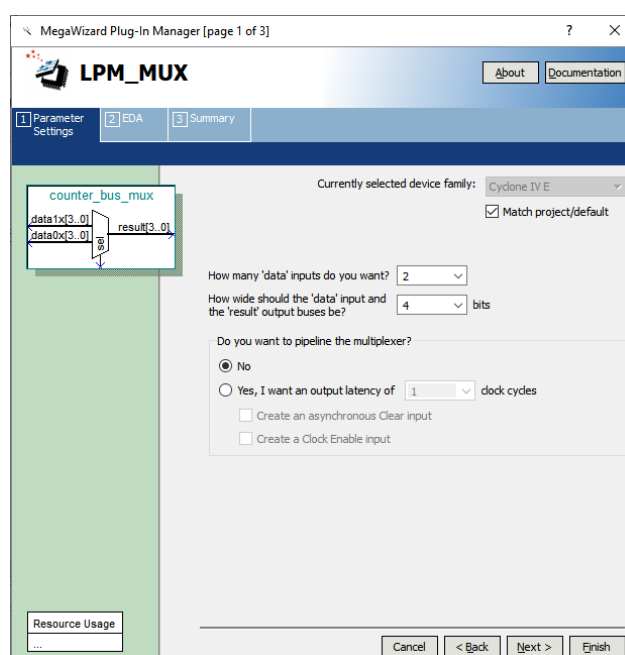 MegaWizard Plug-In Manager [page 1 of 3]
? X
LPM_MUX
About
Documentation
1 Parameter Settings
2 EDA
3 Summary
counter_bus_mux
data1x[3..0]
data0x[3..0]
result[3..0]
sel
Currently selected device family:
Cyclone IV E
Match project/default
How many 'data' inputs do you want?
2
How wide should the 'data' input and
the 'result' output buses be?
4
bits
Do you want to pipeline the multiplexer?
No
Yes, I want an output latency of
1
clock cycles
Create an asynchronous Clear input
Create a Clock Enable input
Resource Usage
...
Cancel
< Back
Next >
Finish